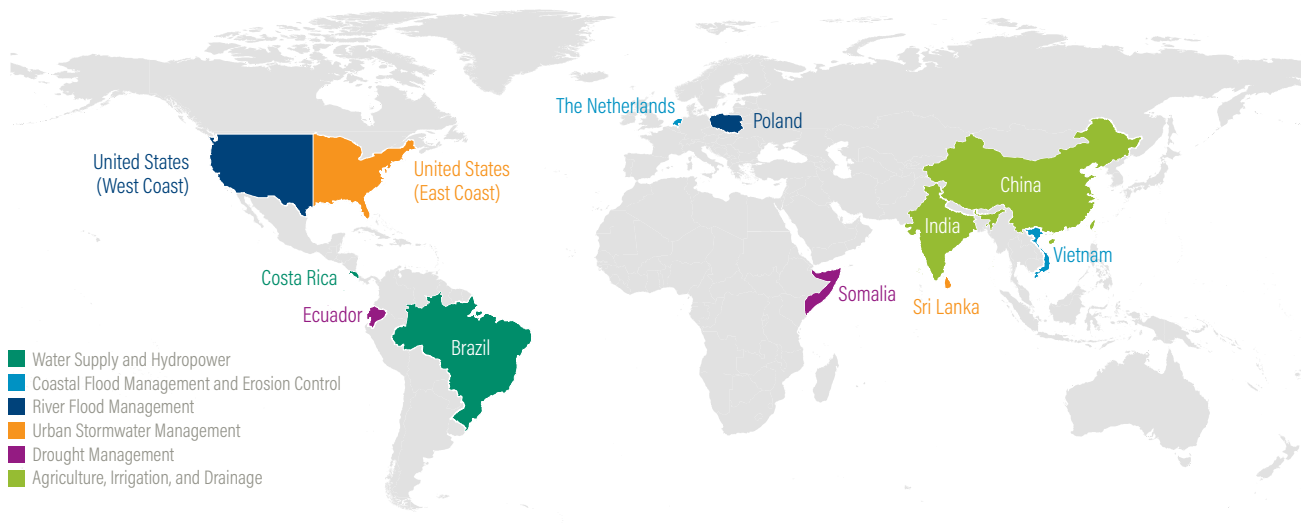 The Netherlands
Poland
United States
(West Coast)
United States
(East Coast)
China
India
Vietnam
Costa Rica
Somalia
Sri Lanka
Ecuador
Brazil
Water Supply and Hydropower
Coastal Flood Management and Erosion Control
River Flood Management
Urban Stormwater Management
Drought Management
Agriculture, Irrigation, and Drainage